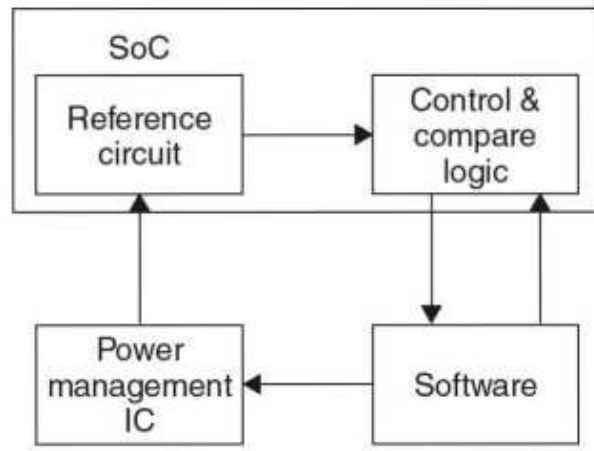 SoC
Reference
circuit
Control &
compare
logic
Power
management
IC
Software